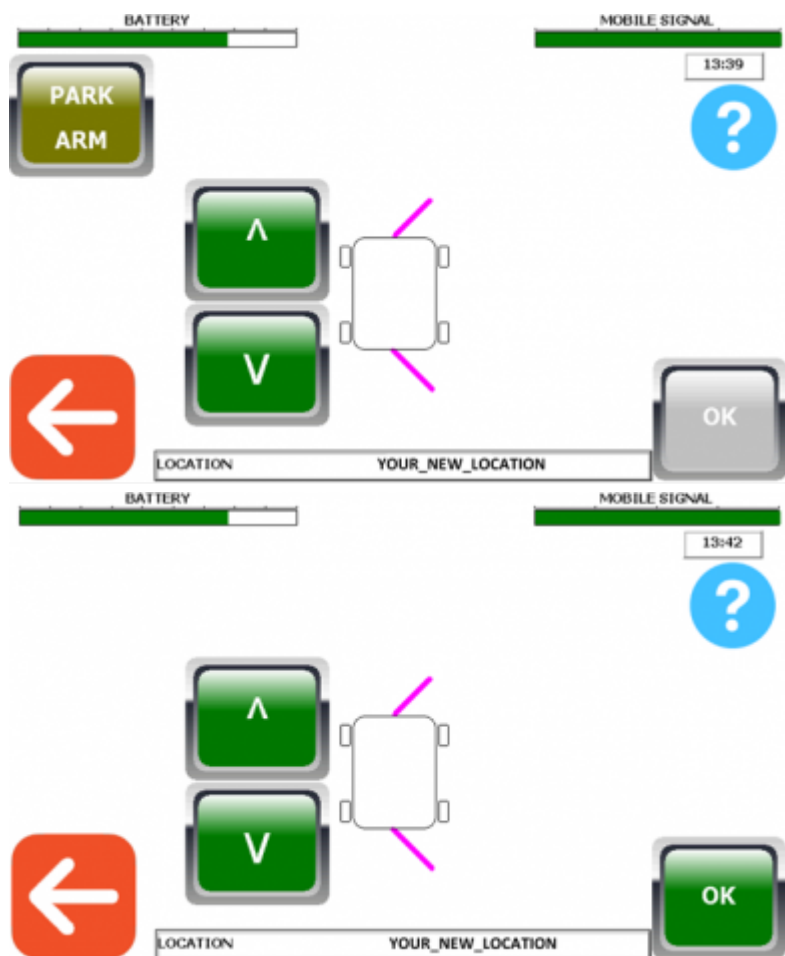 BATTERY
MOBILE SIGNAL
13:39
PARK
ARM
?
^
V
OK
LOCATION YOUR_NEW_LOCATION
BATTERY
MOBILE SIGNAL
13:42
?
^
V
OK
LOCATION YOUR_NEW_LOCATION